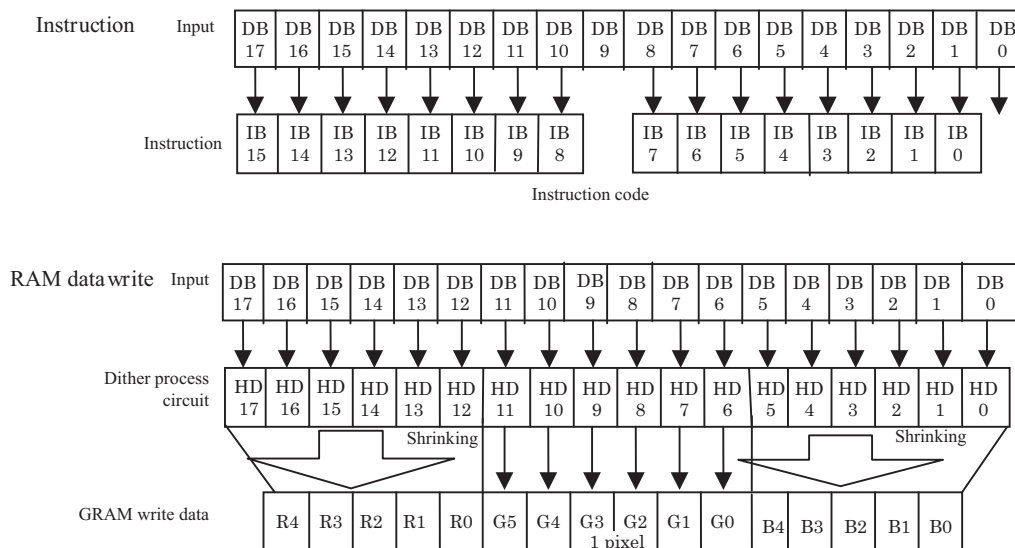 Instruction Input DB DB DB DB DB DB DB DB DB DB DB DB DB DB DB DB DB DB
17 16 15 14 13 12 11 10 9 8 7 6 5 4 3 2 1 0
Instruction IB IB IB IB IB IB IB IB IB IB IB IB IB IB IB IB
15 14 13 12 11 10 9 8 7 6 5 4 3 2 1 0
Instruction code
RAM data write Input DB DB DB DB DB DB DB DB DB DB DB DB DB DB DB DB DB DB
17 16 15 14 13 12 11 10 9 8 7 6 5 4 3 2 1 0
Dither process HD HD HD HD HD HD HD HD HD HD HD HD HD HD HD HD HD HD
circuit 17 16 15 14 13 12 11 10 9 8 7 6 5 4 3 2 1 0
Shrinking Shrinking
GRAM write data R4 R3 R2 R1 R0 G5 G4 G3 G2 G1 G0 B4 B3 B2 B1 B0
1 pixel